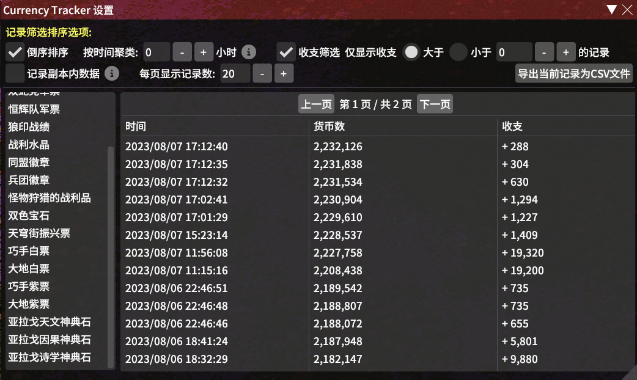 Currency Tracker 设置
记录筛选排序选项:
倒序排序 按时间聚类: 0 - + 小时 收支筛选 仅显示收支 大于 小于 0 - + 的记录
记录副本内数据 每页显示记录数: 20 - + 导出当前记录为CSV文件
恒辉队军票
狼印战绩
战利水晶
同盟徽章
兵团徽章
怪物狩猎的战利品
双色宝石
天穹街振兴票
巧手白票
大地白票
巧手紫票
大地紫票
亚拉戈天文神典石
亚拉戈因果神典石
亚拉戈诗学神典石
上一页 第 1 页 / 共 2 页 下一页
时间 货币数 收支
2023/08/07 17:12:40 2,232,126 + 288
2023/08/07 17:12:35 2,231,838 + 304
2023/08/07 17:12:32 2,231,534 + 630
2023/08/07 17:02:41 2,230,904 + 1,294
2023/08/07 17:01:29 2,229,610 + 1,227
2023/08/07 15:23:14 2,228,537 + 1,409
2023/08/07 11:56:08 2,227,758 + 19,320
2023/08/07 11:15:16 2,208,438 + 19,200
2023/08/06 22:46:51 2,189,542 + 735
2023/08/06 22:46:48 2,188,807 + 735
2023/08/06 22:46:46 2,188,072 + 655
2023/08/06 18:41:24 2,187,948 + 5,801
2023/08/06 18:32:29 2,182,147 + 9,880